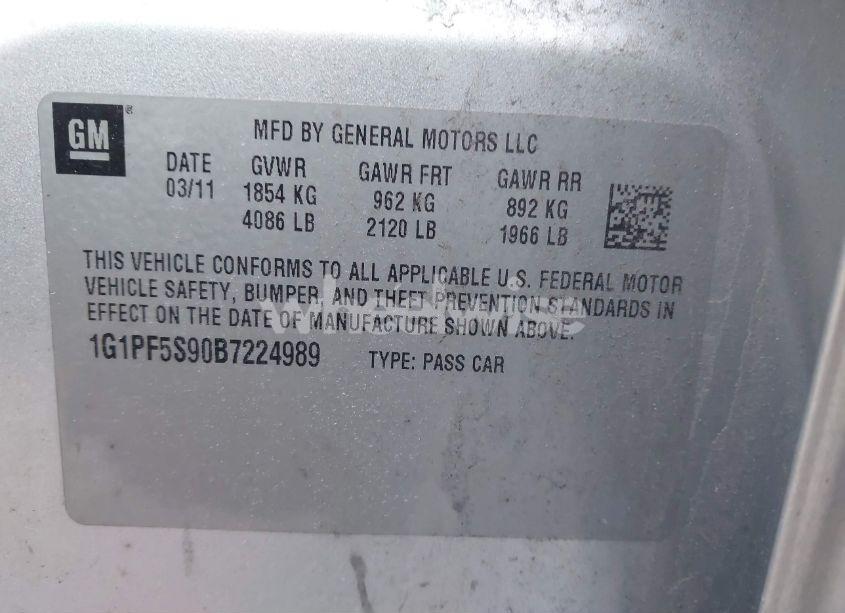 GM
MFD BY GENERAL MOTORS LLC
DATE GVWR GAWR FRT GAWR RR
03/11 1854 KG 962 KG 892 KG
4086 LB 2120 LB 1966 LB
THIS VEHICLE CONFORMS TO ALL APPLICABLE U.S. FEDERAL MOTOR
VEHICLE SAFETY, BUMPER, AND THEFT PREVENTION STANDARDS IN
EFFECT ON THE DATE OF MANUFACTURE SHOWN ABOVE.
1G1PF5S90B7224989 TYPE: PASS CAR